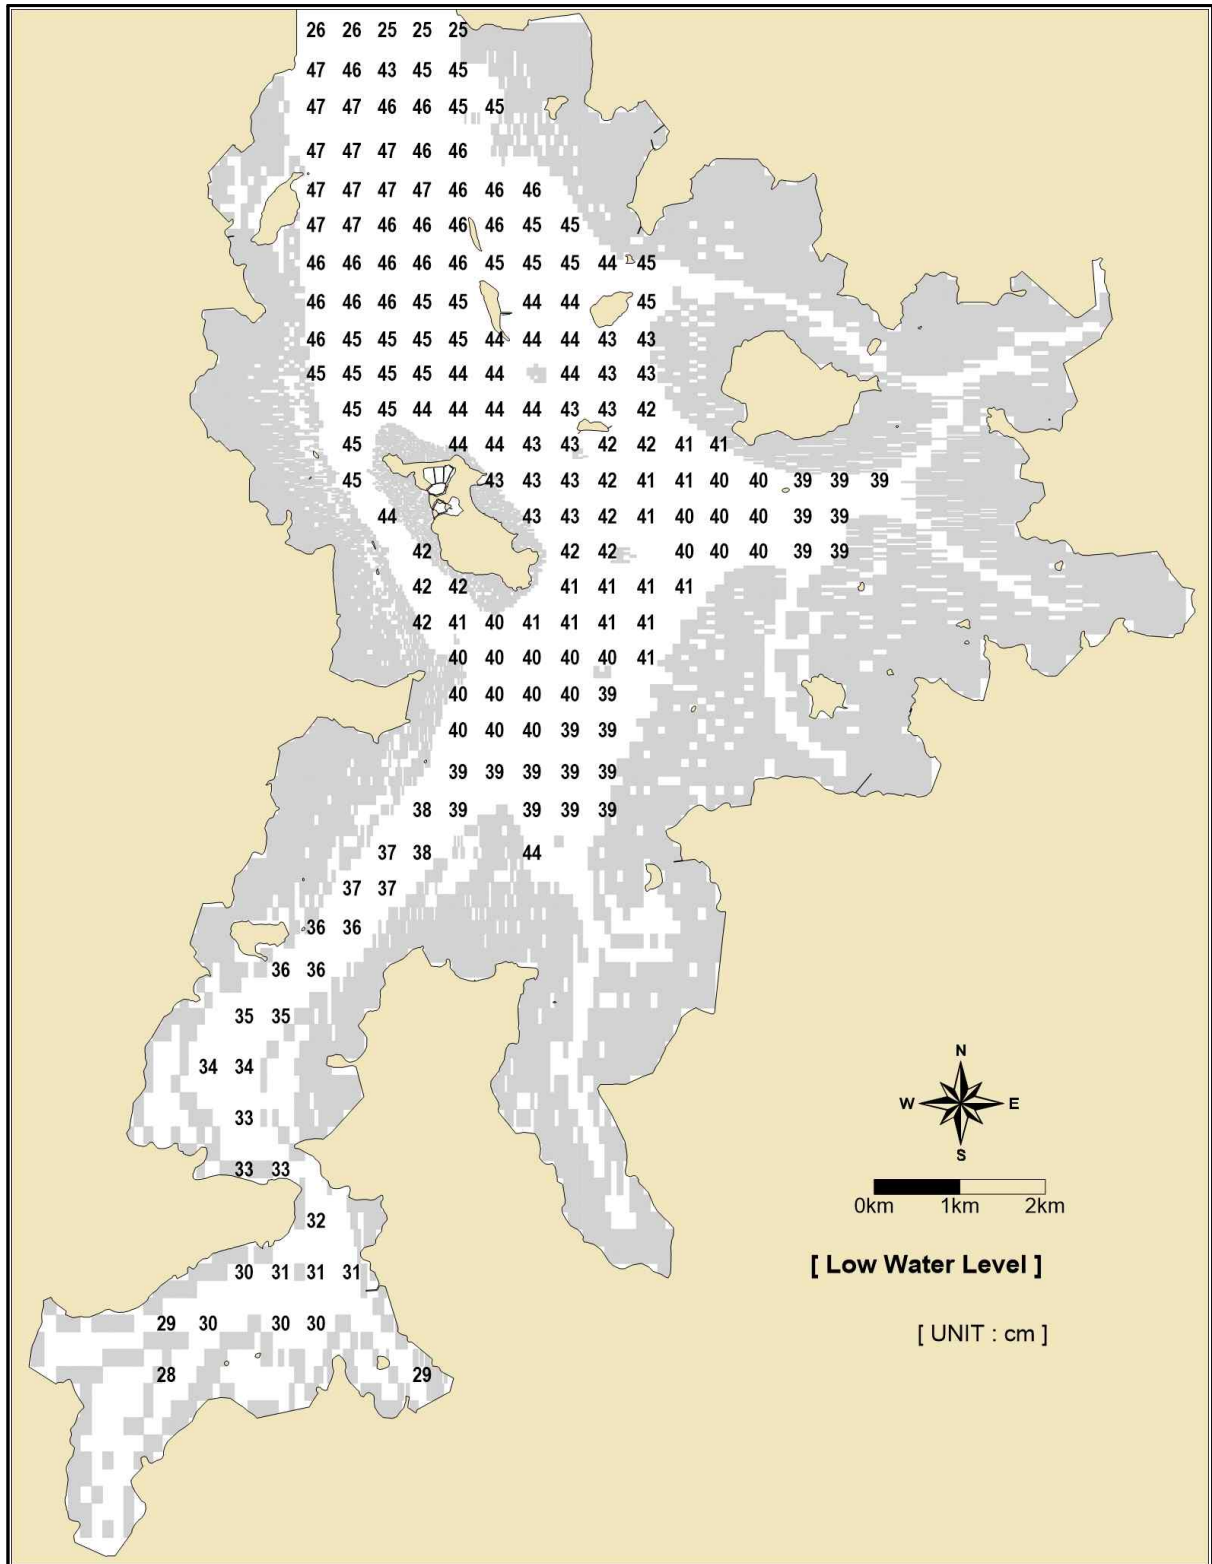 26 26 25 25 25
47 46 43 45 45
47 47 46 46 45 45
47 47 47 46 46
47 47 47 47 46 46 46
47 47 46 46 46 46 45 45
46 46 46 46 46 45 45 45 44 45
46 46 46 45 45 44 44 45
46 45 45 45 45 44 44 44 43 43
45 45 45 45 44 44 44 43 43
45 45 44 44 44 44 43 43 42
45 44 44 43 43 42 42 41 41
45 43 43 43 42 41 41 40 40 39 39 39
44 43 43 42 41 40 40 40 39 39
42 42 42 40 40 40 39 39
42 42 41 41 41 41
42 41 40 41 41 41 41
40 40 40 40 40 41
40 40 40 40 39
40 40 40 39 39
39 39 39 39 39
38 39 39 39 39
37 38 44
37 37
36 36
36 36
35 35
34 34
33
33 33
32
30 31 31 31
29 30 30 30
28 29
N
W E
S
0km 1km 2km
[ Low Water Level ]
[ UNIT : cm ]